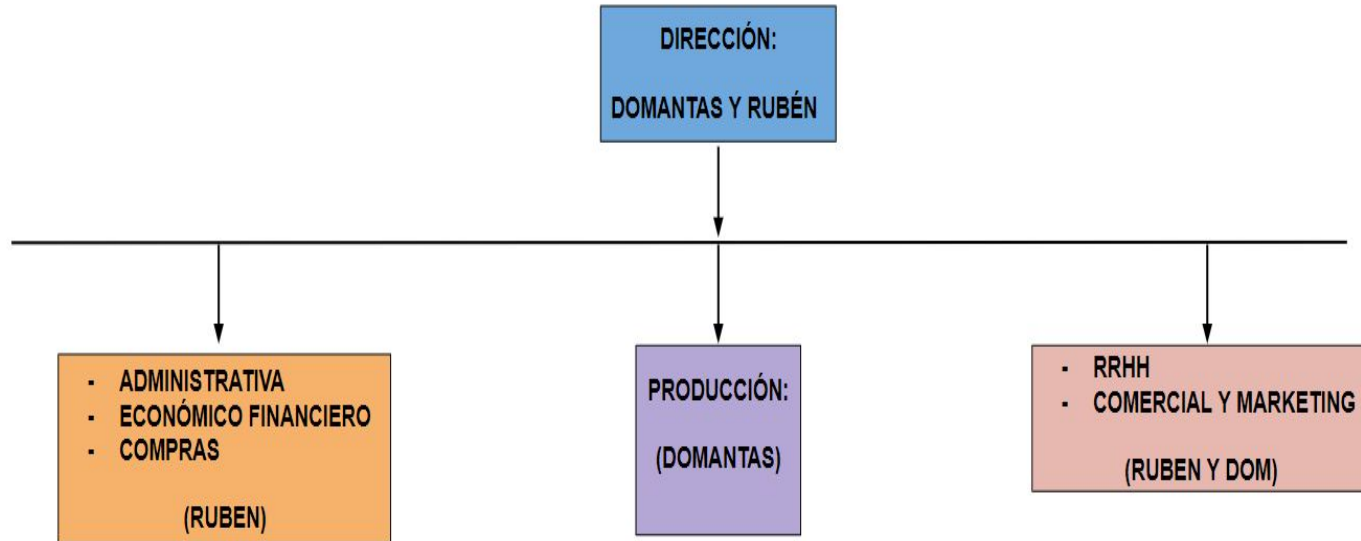 DIRECCIÓN:
DOMANTAS Y RUBÉN
- ADMINISTRATIVA
- ECONÓMICO FINANCIERO
- COMPRAS
(RUBEN)
PRODUCCIÓN:
(DOMANTAS)
- RRHH
- COMERCIAL Y MARKETING
(RUBEN Y DOM)